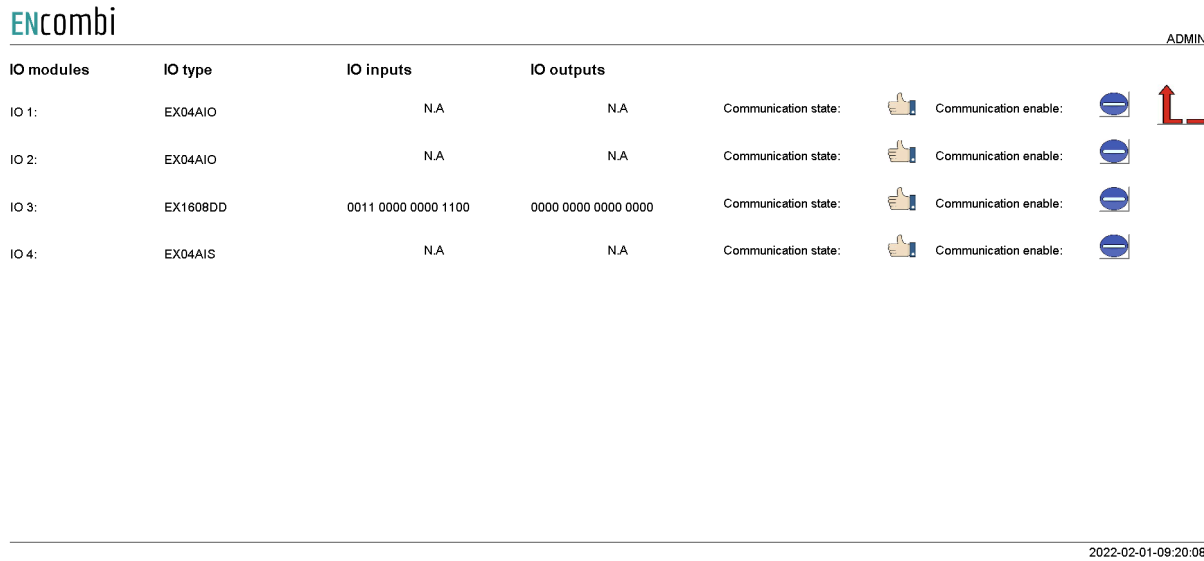 ENcombi
ADMIN
IO modules IO type IO inputs IO outputs
IO 1: EX04AIO N.A N.A Communication state: Communication enable:
IO 2: EX04AIO N.A N.A Communication state: Communication enable:
IO 3: EX1608DD 0011 0000 0000 1100 0000 0000 0000 0000 Communication state: Communication enable:
IO 4: EX04AIS N.A N.A Communication state: Communication enable:
2022-02-01-09:20:08